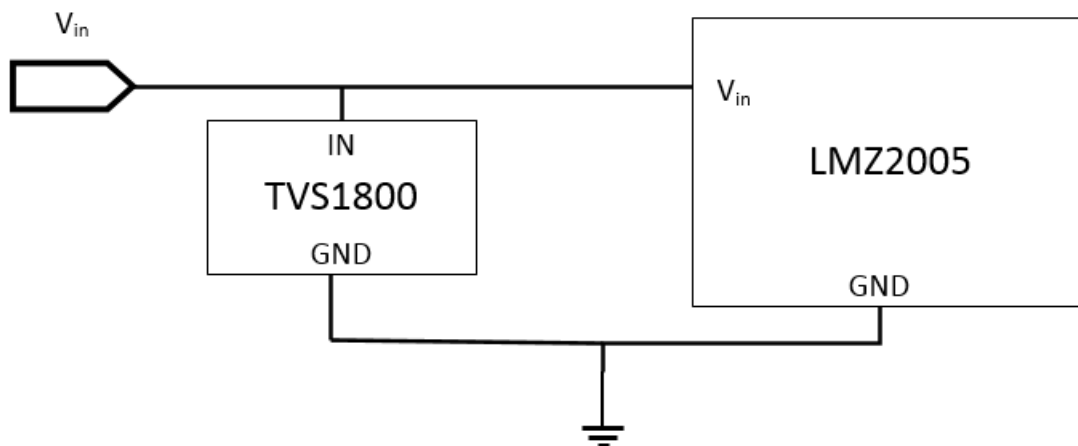 Vin
IN
TVS1800
GND
Vin
LMZ2005
GND